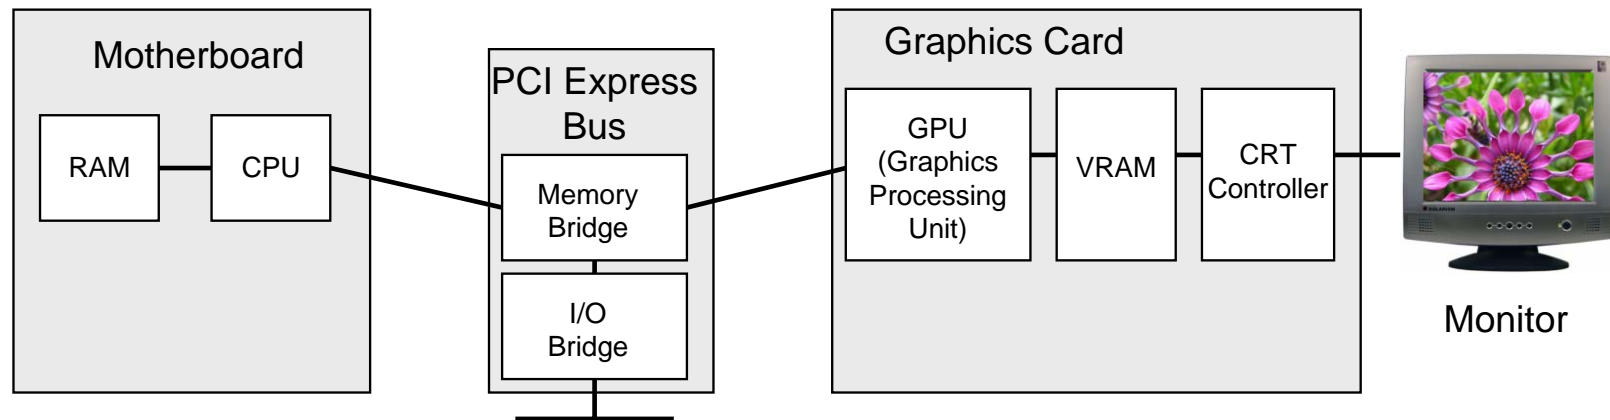 Motherboard
RAM
CPU
PCI Express
Bus
Memory
Bridge
I/O
Bridge
Graphics Card
GPU
(Graphics
Processing
Unit)
VRAM
CRT
Controller
Monitor